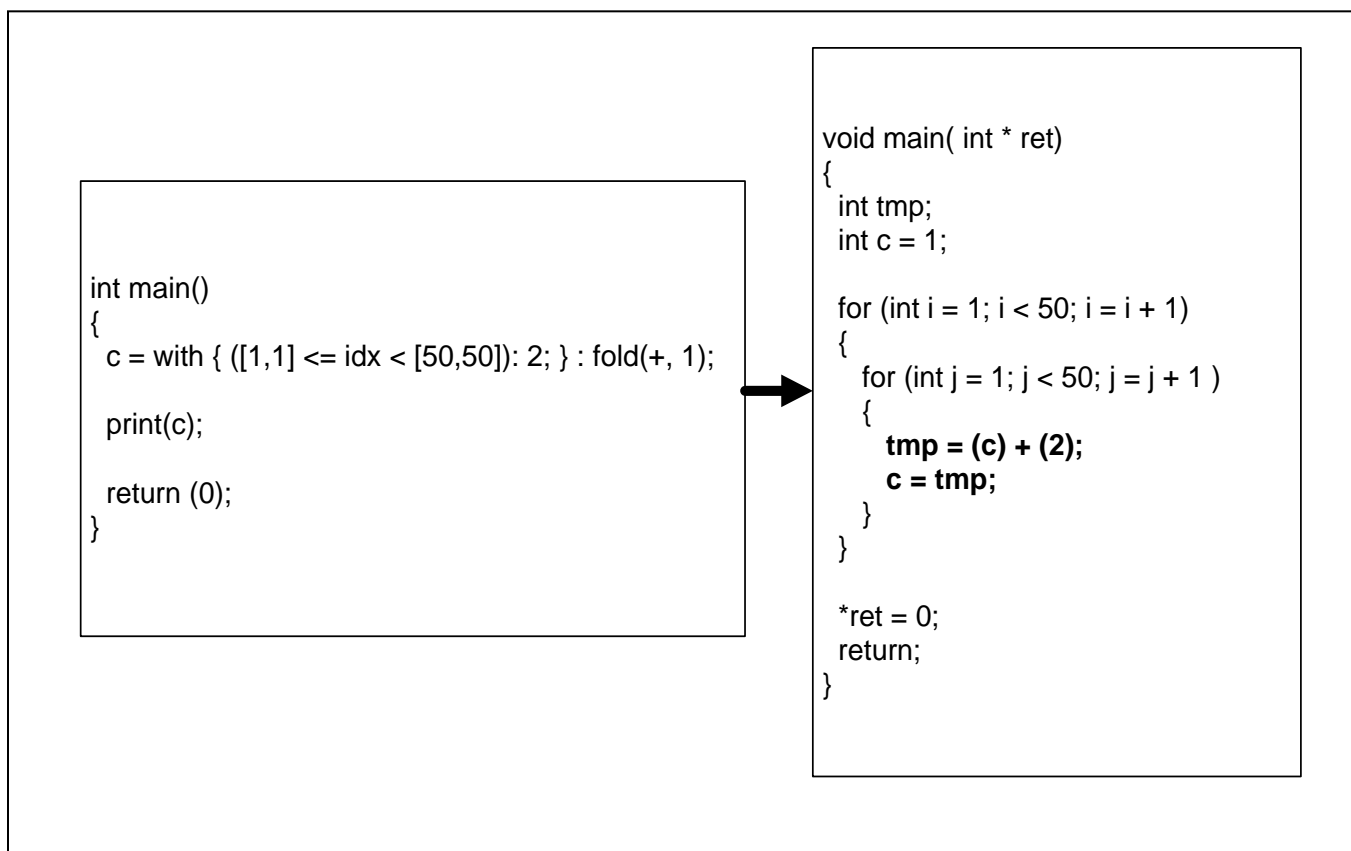 int main()
{
c = with { ([1,1] <= idx < [50,50]): 2; } : fold(+, 1);
print(c);
return (0);
}
void main( int * ret)
{
int tmp;
int c = 1;
for (int i = 1; i < 50; i = i + 1)
{
for (int j = 1; j < 50; j = j + 1 )
{
tmp = (c) + (2);
c = tmp;
}
}
*ret = 0;
return;
}